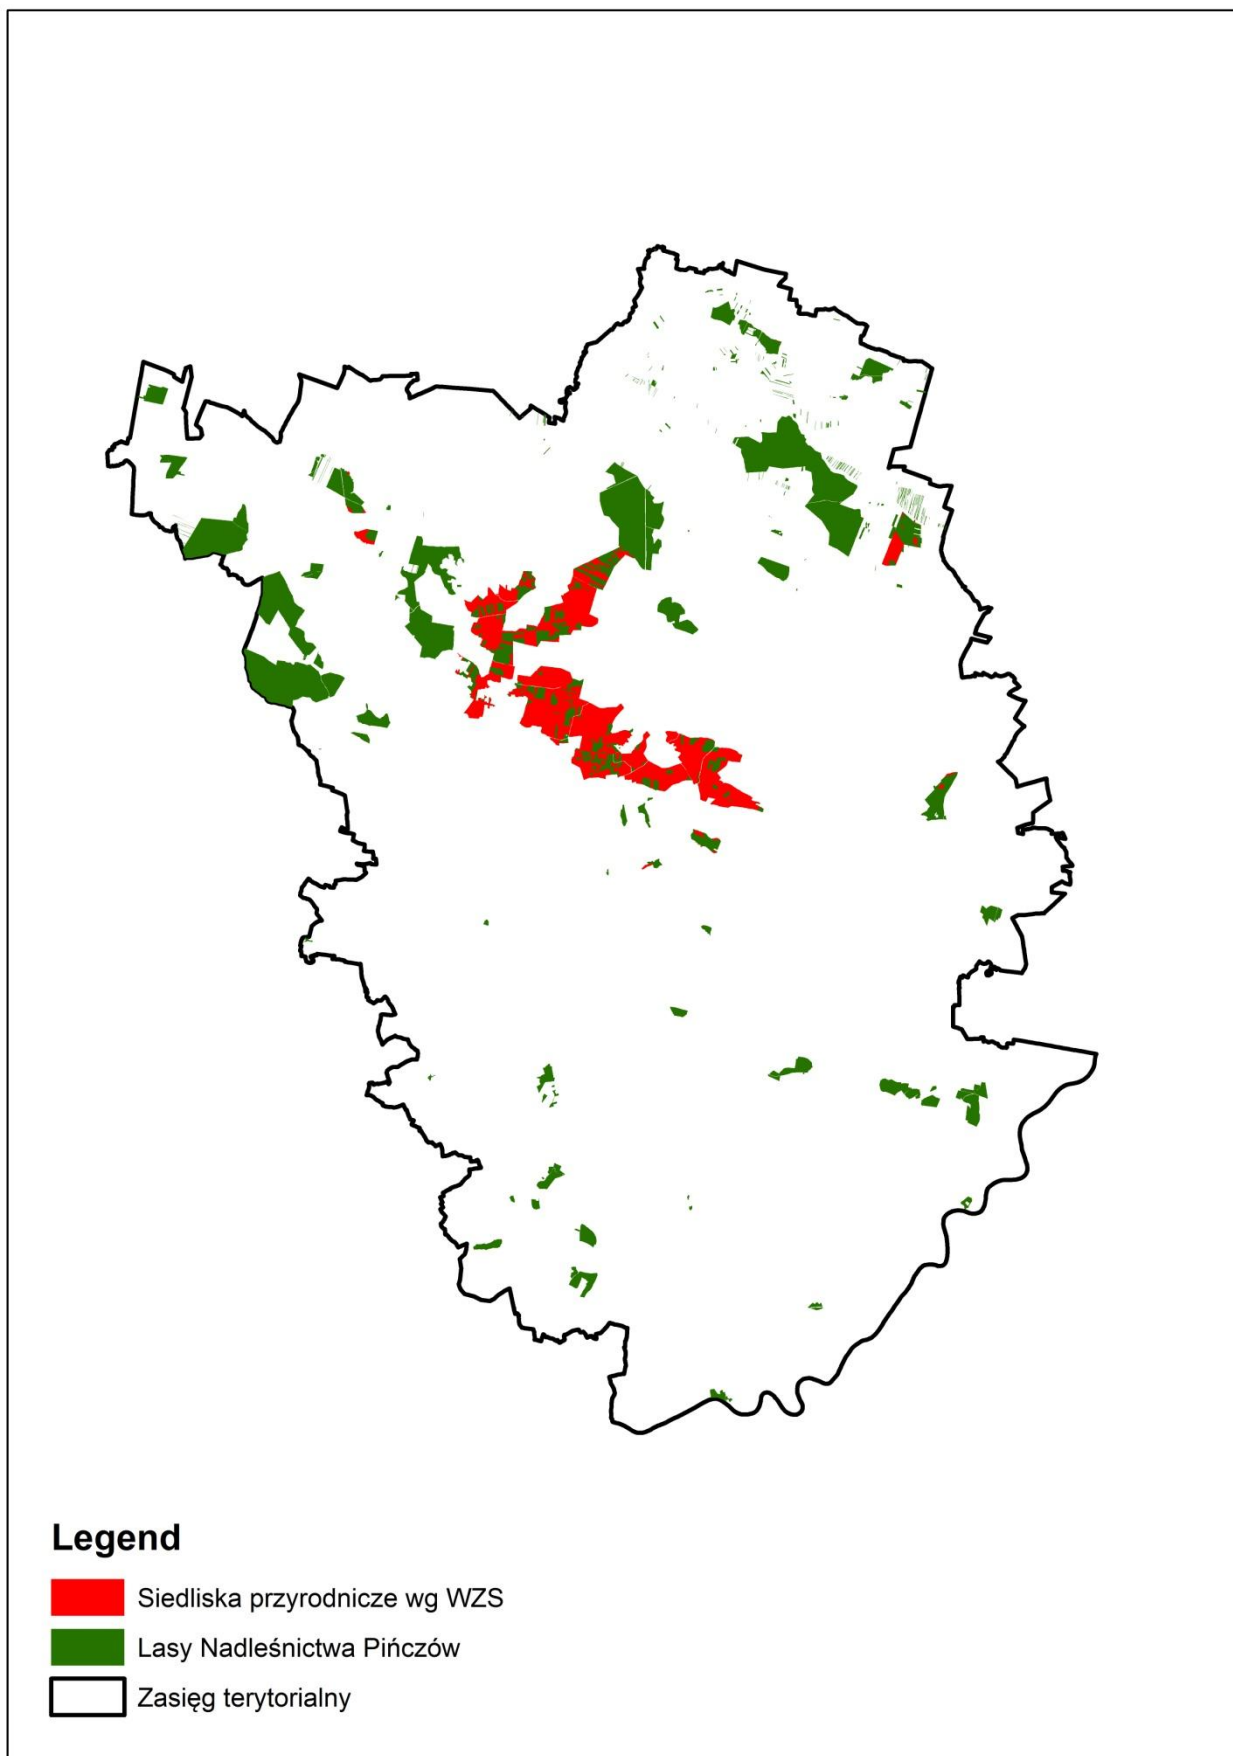 Legend
Siedliska przyrodnicze wg WZS
Lasy Nadleśnictwa Pińczów
Zasięg terytorialny